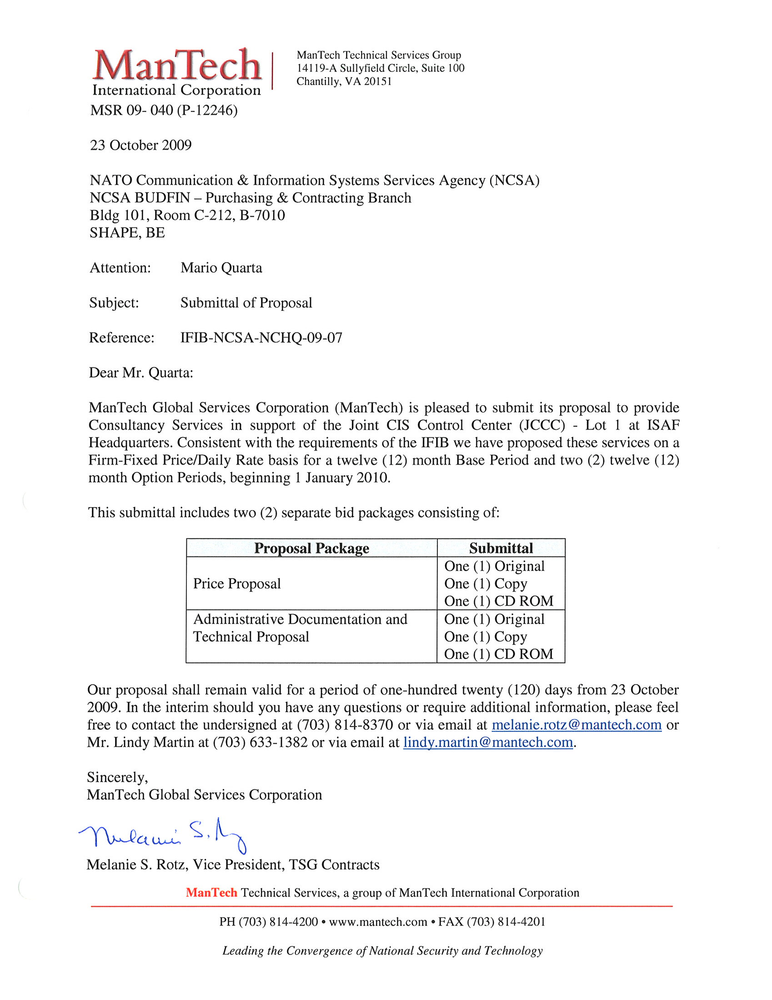 ManTech
International Corporation
ManTech Technical Services Group
14119-A Sullyfield Circle, Suite 100
Chantilly, VA 20151
MSR 09- 040 (P-12246)
23 October 2009
NATO Communication & Information Systems Services Agency (NCSA)
NCSA BUDFIN – Purchasing & Contracting Branch
Bldg 101, Room C-212, B-7010
SHAPE, BE
Attention: Mario Quarta
Subject: Submittal of Proposal
Reference: IFIB-NCSA-NCHQ-09-07
Dear Mr. Quarta:
ManTech Global Services Corporation (ManTech) is pleased to submit its proposal to provide
Consultancy Services in support of the Joint CIS Control Center (JCCC) - Lot 1 at ISAF
Headquarters. Consistent with the requirements of the IFIB we have proposed these services on a
Firm-Fixed Price/Daily Rate basis for a twelve (12) month Base Period and two (2) twelve (12)
month Option Periods, beginning 1 January 2010.
This submittal includes two (2) separate bid packages consisting of:
Proposal Package Submittal
One (1) Original
Price Proposal One (1) Copy
One (1) CD ROM
Administrative Documentation and One (1) Original
Technical Proposal One (1) Copy
One (1) CD ROM
Our proposal shall remain valid for a period of one-hundred twenty (120) days from 23 October
2009. In the interim should you have any questions or require additional information, please feel
free to contact the undersigned at (703) 814-8370 or via email at melanie.rotz@mantech.com or
Mr. Lindy Martin at (703) 633-1382 or via email at lindy.martin@mantech.com.
Sincerely,
ManTech Global Services Corporation
Melanie S. Rotz, Vice President, TSG Contracts
ManTech Technical Services, a group of ManTech International Corporation
PH (703) 814-4200 • www.mantech.com • FAX (703) 814-4201
Leading the Convergence of National Security and Technology